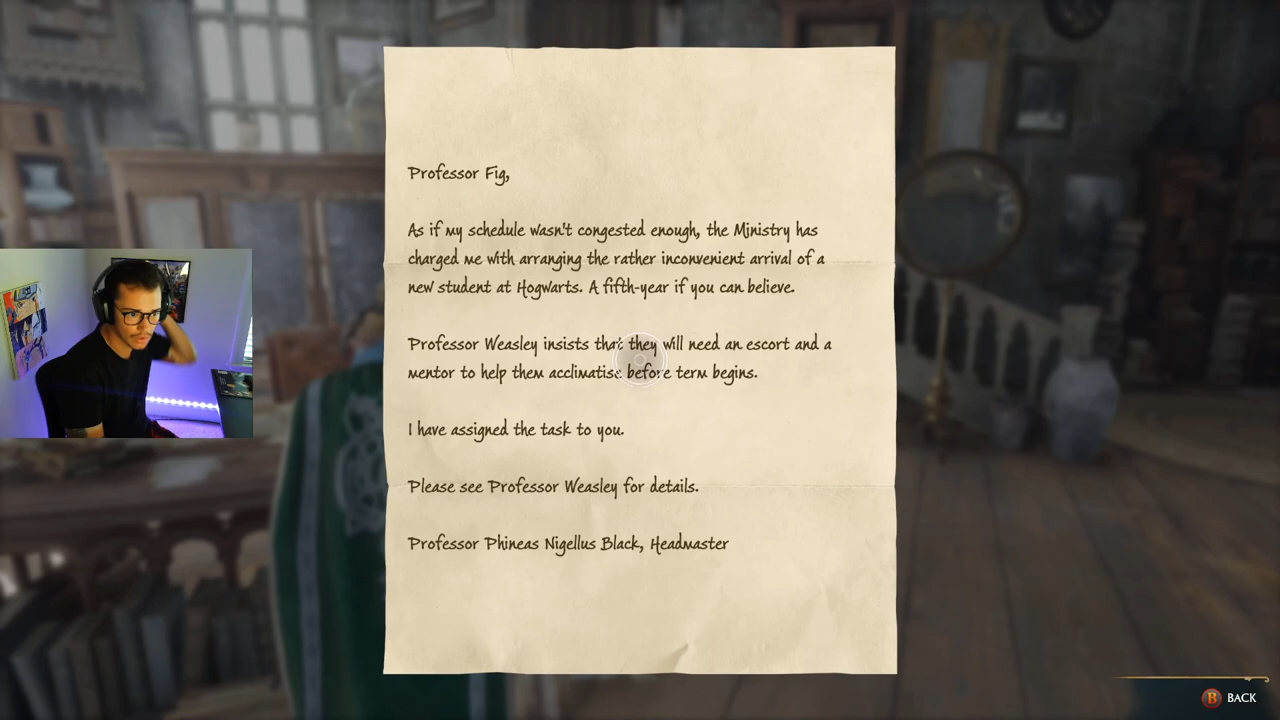 Professor Fig,
As if my schedule wasn't congested enough, the Ministry has
charged me with arranging the rather inconvenient arrival of a
new student at Hogwarts. A fifth-year if you can believe.
Professor Weasley insists that they will need an escort and a
mentor to help them acclimatise before term begins.
I have assigned the task to you.
Please see Professor Weasley for details.
Professor Phineas Nigellus Black, Headmaster
B BACK